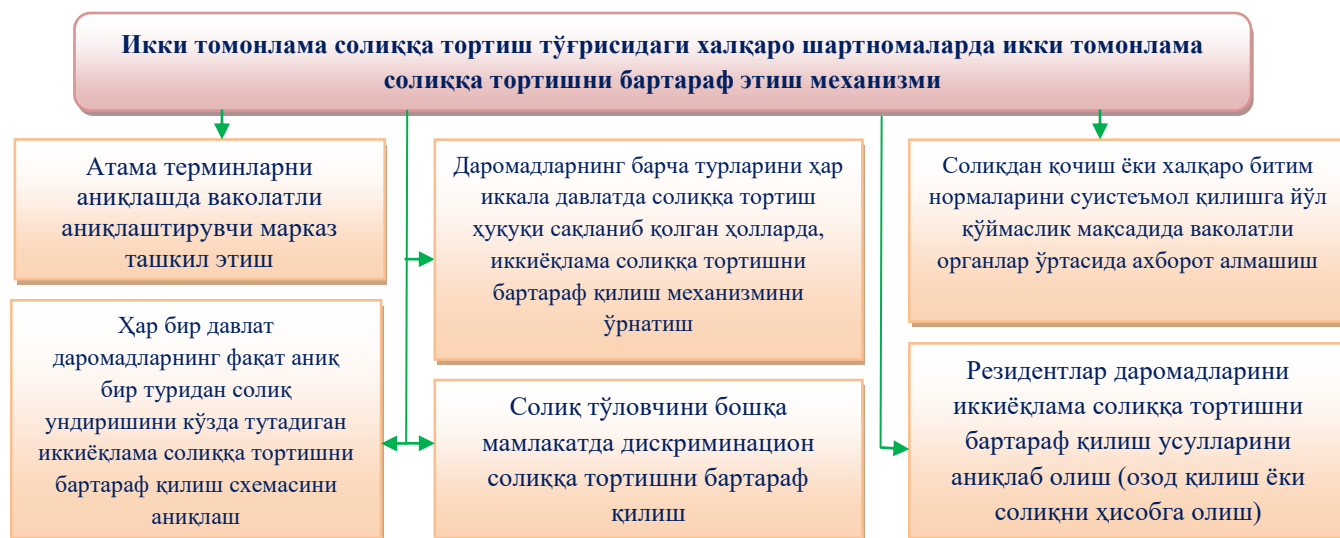 Икки томонлама солиққа тортиш тўғрисидаги халқаро шартномаларда икки томонлама
солиққа тортишни бартараф этиш механизми
Атама терминларни
аниқлашда ваколатли
аниқлаштирувчи марказ
ташкил этиш
Ҳар бир давлат
даромадларнинг фақат аниқ
бир туридан солиқ
ундиришини кўзда тутадиган
иккиёқлама солиққа тортишни
бартараф қилиш схемасини
аниқлаш
Даромадларнинг барча турларини ҳар
иккала давлатда солиққа тортиш
ҳуқуқи сақланиб қолган ҳолларда,
иккиёқлама солиққа тортишни
бартараф қилиш механизмини
ўрнатиш
Солиқ тўловчини бошқа
мамлакатда дискриминацион
солиққа тортишни бартараф
қилиш
Солиқдан қочиш ёки халқаро битим
нормаларини суистеъмол қилишга йўл
қўймаслик мақсадида ваколатли
органлар ўртасида ахборот алмашиш
Резидентлар даромадларини
иккиёқлама солиққа тортишни
бартараф қилиш усулларини
аниқлаб олиш (озод қилиш ёки
солиқни ҳисобга олиш)